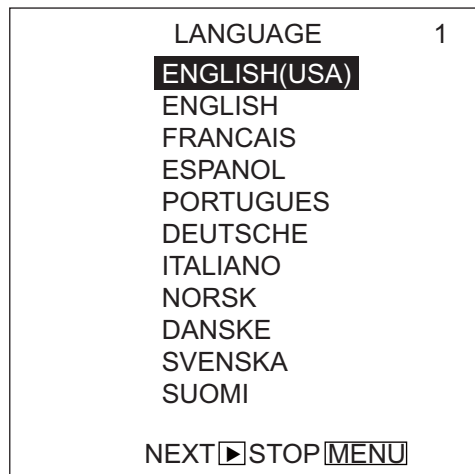 LANGUAGE 1
ENGLISH(USA)
ENGLISH
FRANCAIS
ESPANOL
PORTUGUES
DEUTSCHE
ITALIANO
NORSK
DANSKE
SVENSKA
SUOMI
NEXT▶STOP MENU